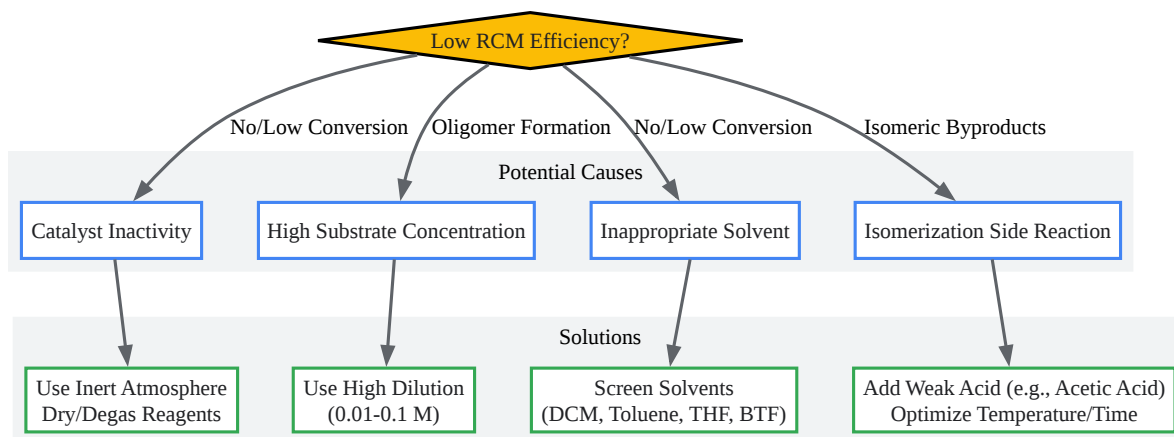 Low RCM Efficiency?
No/Low Conversion
Oligomer Formation
No/Low Conversion
Isomeric Byproducts
Potential Causes
Catalyst Inactivity
High Substrate Concentration
Inappropriate Solvent
Isomerization Side Reaction
Solutions
Use Inert Atmosphere
Dry/Degas Reagents
Use High Dilution
(0.01-0.1 M)
Screen Solvents
(DCM, Toluene, THF, BTF)
Add Weak Acid (e.g., Acetic Acid)
Optimize Temperature/Time